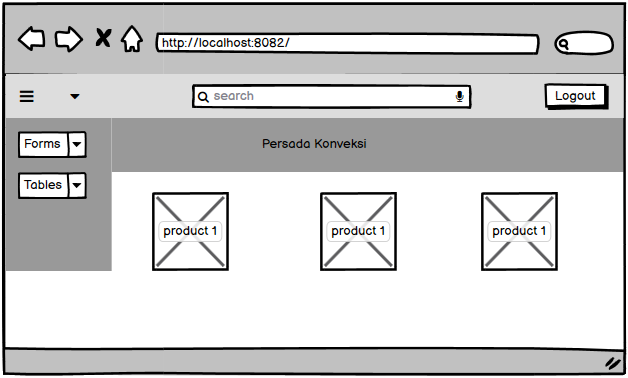 http://localhost:8082/
search
Logout
Forms
Persada Konveksi
Tables
product 1
product 1
product 1